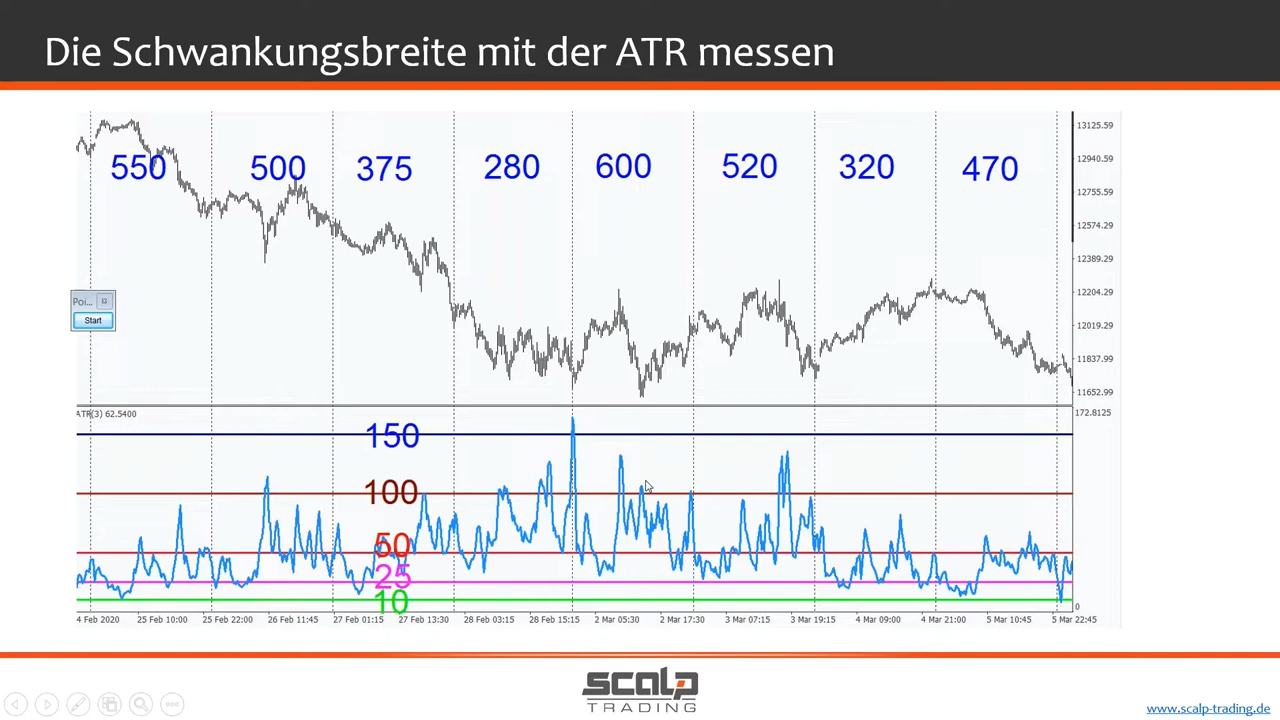 Die Schwankungsbreite mit der ATR messen
550 500 375 280 600 520 320 470
13125.59
12940.59
12755.59
12574.29
12389.29
12204.29
12019.29
11837.99
11652.99
Poi...
Start
ATR(3) 62.5400
172.8125
150
100
50
25
10
0
4 Feb 2020 25 Feb 10:00 25 Feb 22:00 26 Feb 11:45 27 Feb 01:15 27 Feb 13:30 28 Feb 03:15 28 Feb 15:15 2 Mar 05:30 2 Mar 17:30 3 Mar 07:15 3 Mar 19:15 4 Mar 09:00 4 Mar 21:00 5 Mar 10:45 5 Mar 22:45
scalp
TRADING
www.scalp-trading.de